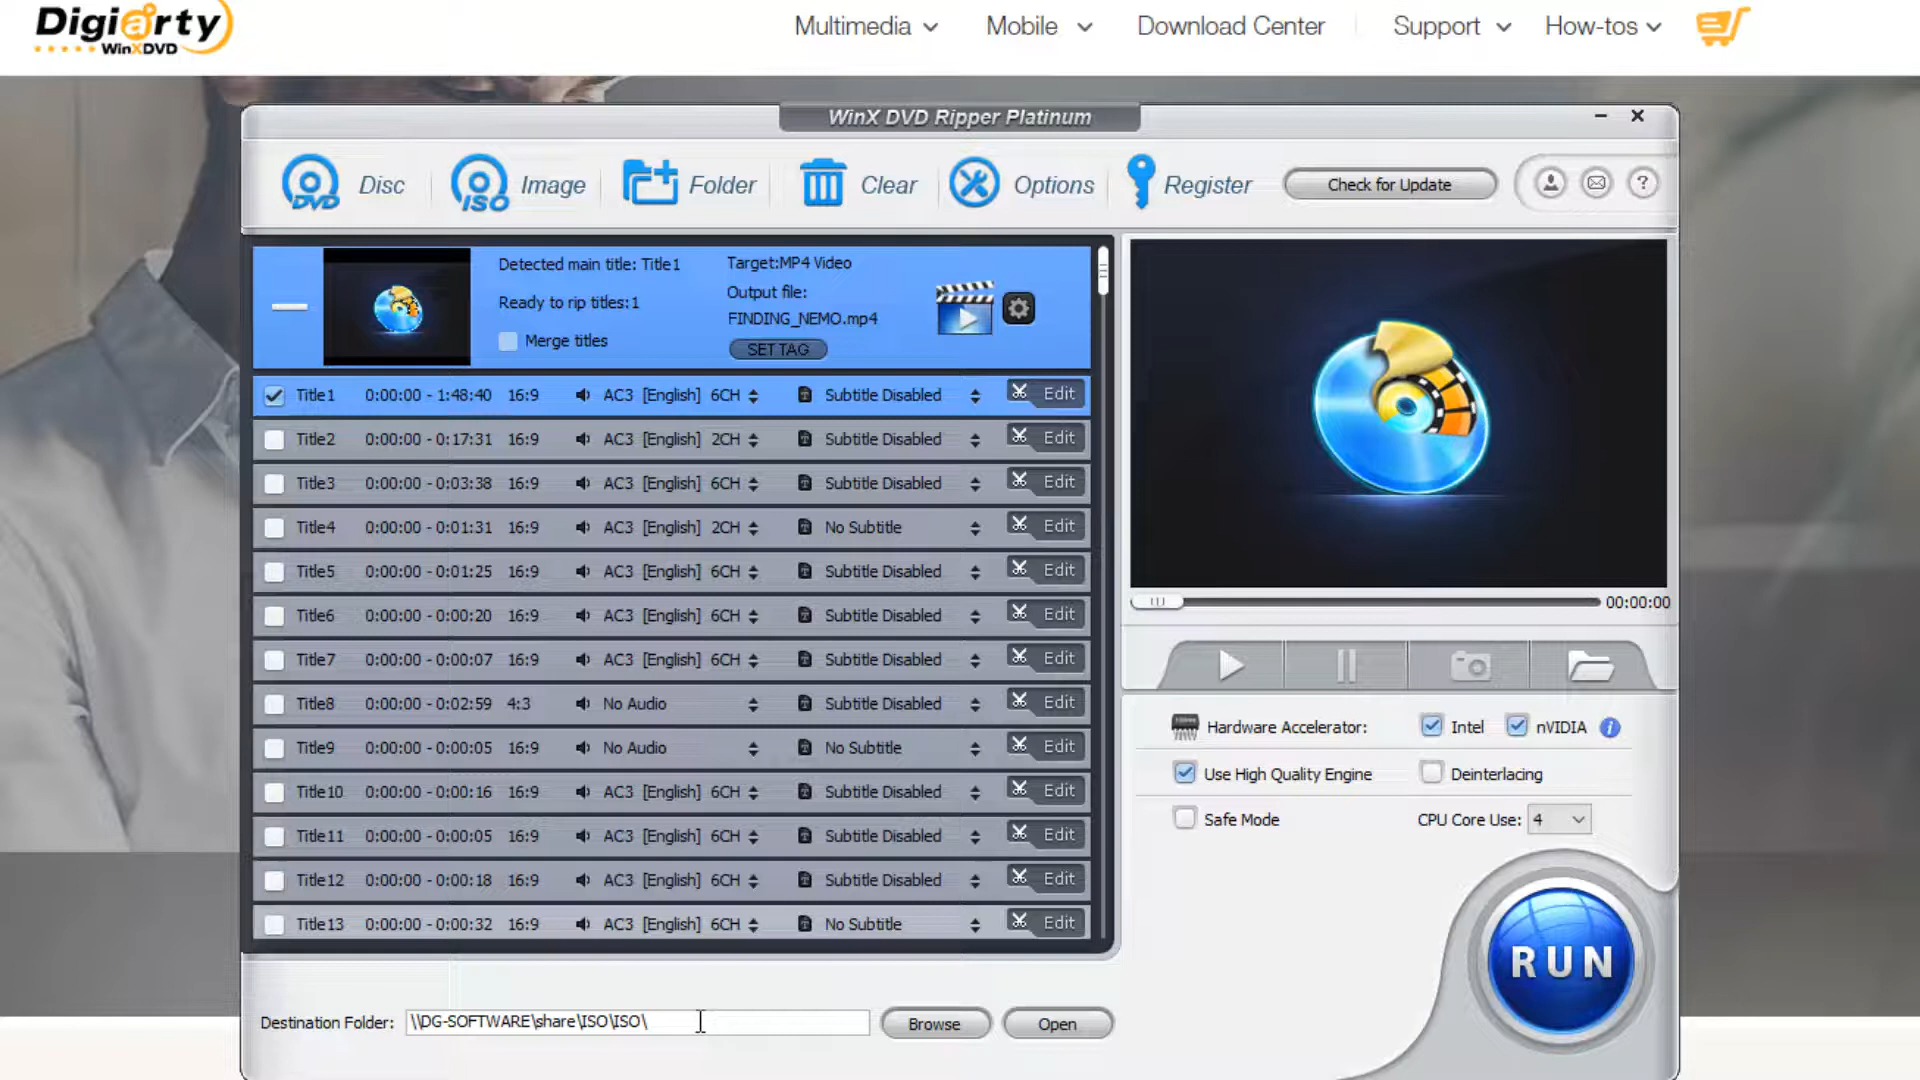 Digiarty
WinXDVD
Multimedia
Mobile
Download Center
Support
How-tos
WinX DVD Ripper Platinum
DVD Disc
ISO Image
Folder
Clear
Options
Register
Check for Update
?
Detected main title: Title1
Ready to rip titles:1
Merge titles
Target:MP4 Video
Output file:
FINDING_NEMO.mp4
SET TAG
Title1 0:00:00 - 1:48:40 16:9 AC3 [English] 6CH Subtitle Disabled Edit
Title2 0:00:00 - 0:17:31 16:9 AC3 [English] 2CH Subtitle Disabled Edit
Title3 0:00:00 - 0:03:38 16:9 AC3 [English] 6CH Subtitle Disabled Edit
Title4 0:00:00 - 0:01:31 16:9 AC3 [English] 2CH No Subtitle Edit
Title5 0:00:00 - 0:01:25 16:9 AC3 [English] 6CH Subtitle Disabled Edit
Title6 0:00:00 - 0:00:20 16:9 AC3 [English] 6CH Subtitle Disabled Edit
Title7 0:00:00 - 0:00:07 16:9 AC3 [English] 6CH Subtitle Disabled Edit
Title8 0:00:00 - 0:02:59 4:3 No Audio Subtitle Disabled Edit
Title9 0:00:00 - 0:00:05 16:9 No Audio No Subtitle Edit
Title10 0:00:00 - 0:00:16 16:9 AC3 [English] 6CH Subtitle Disabled Edit
Title11 0:00:00 - 0:00:05 16:9 AC3 [English] 6CH Subtitle Disabled Edit
Title12 0:00:00 - 0:00:18 16:9 AC3 [English] 6CH Subtitle Disabled Edit
Title13 0:00:00 - 0:00:32 16:9 AC3 [English] 6CH No Subtitle Edit
00:00:00
Hardware Accelerator: Intel nVIDIA i
Use High Quality Engine Deinterlacing
Safe Mode CPU Core Use: 4
RUN
Destination Folder: \\DG-SOFTWARE\share\ISO\ISO\ Browse Open